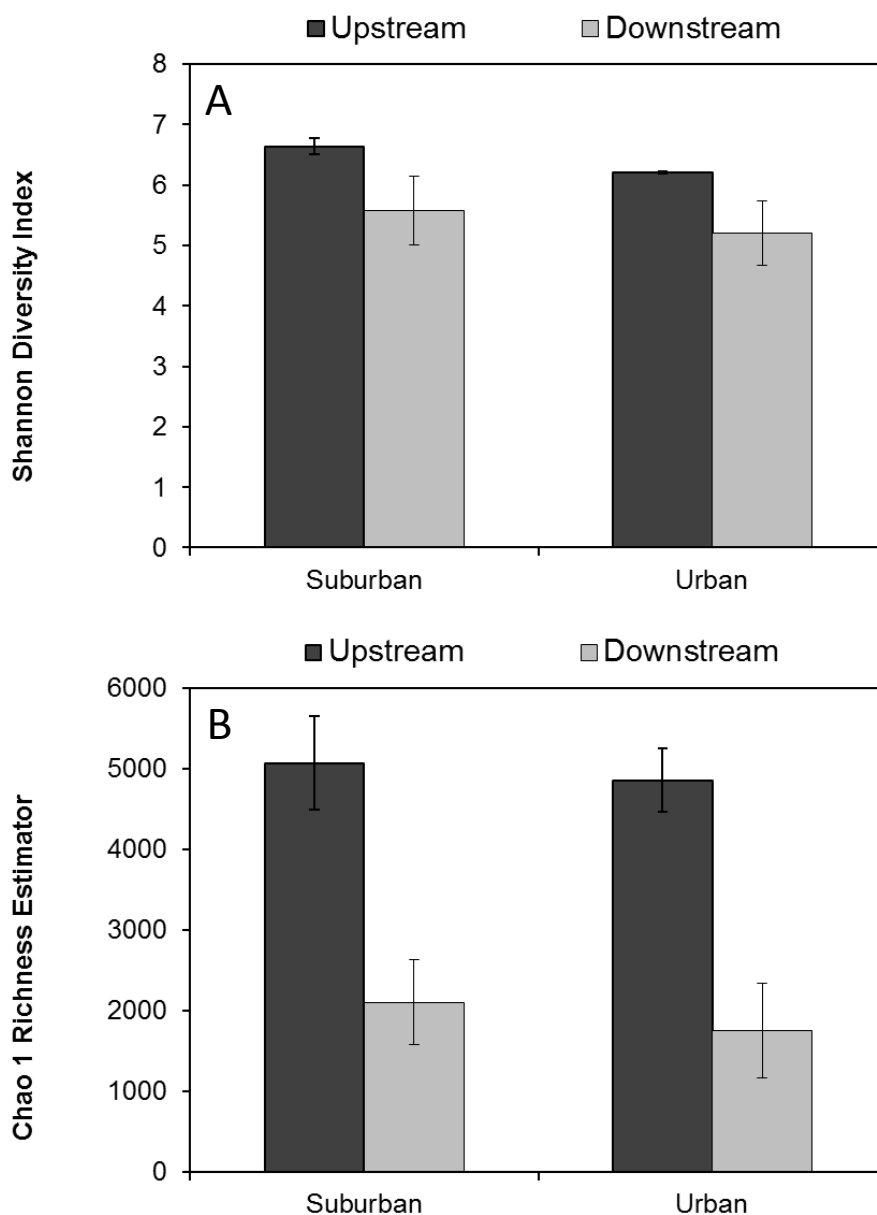 Upstream Downstream
A
8
7
6
5
4
3
2
1
0
Shannon Diversity Index
Suburban Urban
Upstream Downstream
B
6000
5000
4000
3000
2000
1000
0
Chao 1 Richness Estimator
Suburban Urban